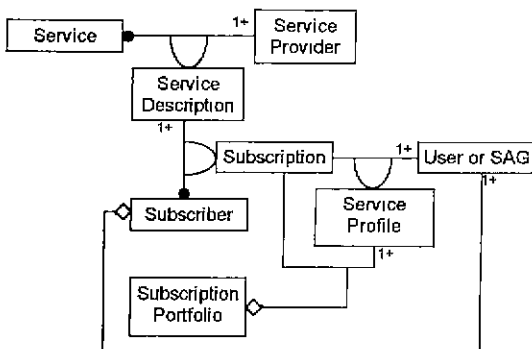 1+
Service
Service
Provider
Service
Description
1+
Subscription
1+
User or SAG
1+
Service
Profile
Subscriber
1+
Subscription
Portfolio